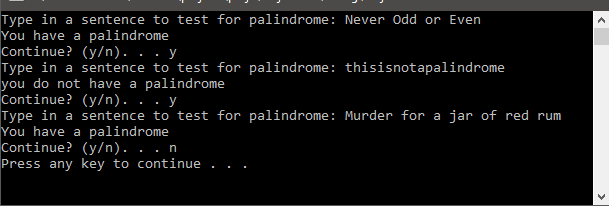 Type in a sentence to test for palindrome: Never Odd or Even
You have a palindrome
Continue? (y/n). . . y
Type in a sentence to test for palindrome: thisisnotapalindrome
you do not have a palindrome
Continue? (y/n). . . y
Type in a sentence to test for palindrome: Murder for a jar of red rum
You have a palindrome
Continue? (y/n). . . n
Press any key to continue . . .